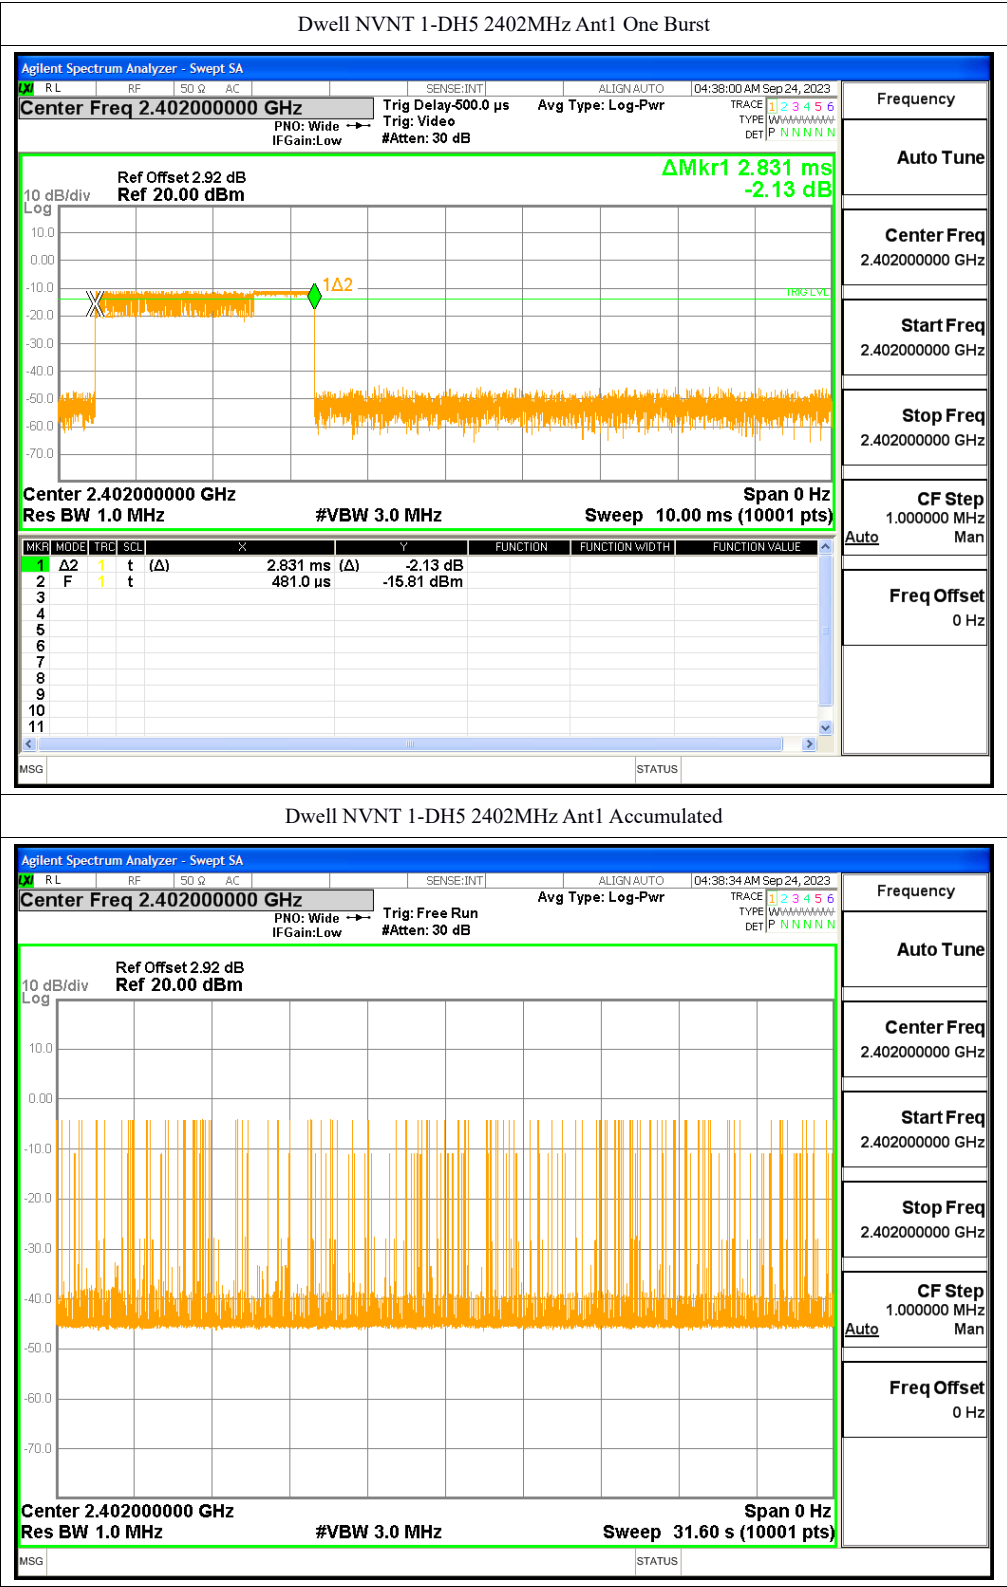 Dwell NVNT 1-DH5 2402MHz Ant1 One Burst
Agilent Spectrum Analyzer - Swept SA
LXI RL RF 50 Ω AC SENSE:INT ALIGN AUTO 04:38:00 AM Sep 24, 2023
Center Freq 2.402000000 GHz
Trig Delay-500.0 µs Avg Type: Log-Pwr TRACE 1 2 3 4 5 6
PNO: Wide Trig: Video TYPE W
IFGain:Low #Atten: 30 dB DET P N N N N N
Frequency
Auto Tune
Center Freq
2.402000000 GHz
Start Freq
2.402000000 GHz
Stop Freq
2.402000000 GHz
CF Step
1.000000 MHz
Auto Man
Freq Offset
0 Hz
ΔMkr1 2.831 ms
-2.13 dB
Ref Offset 2.92 dB
10 dB/div Ref 20.00 dBm
Log
10.0
0.00
-10.0
1Δ2
TRIG LVL
-20.0
-30.0
-40.0
-50.0
-60.0
-70.0
Center 2.402000000 GHz Span 0 Hz
Res BW 1.0 MHz #VBW 3.0 MHz Sweep 10.00 ms (10001 pts)
MKR MODE TRC SCL X Y FUNCTION FUNCTION WIDTH FUNCTION VALUE
1 Δ2 1 t (Δ) 2.831 ms (Δ) -2.13 dB
2 F 1 t 481.0 µs -15.81 dBm
3
4
5
6
7
8
9
10
11
MSG STATUS
Dwell NVNT 1-DH5 2402MHz Ant1 Accumulated
Agilent Spectrum Analyzer - Swept SA
LXI RL RF 50 Ω AC SENSE:INT ALIGN AUTO 04:38:34 AM Sep 24, 2023
Center Freq 2.402000000 GHz
Avg Type: Log-Pwr TRACE 1 2 3 4 5 6
PNO: Wide Trig: Free Run TYPE W
IFGain:Low #Atten: 30 dB DET P N N N N N
Frequency
Auto Tune
Center Freq
2.402000000 GHz
Start Freq
2.402000000 GHz
Stop Freq
2.402000000 GHz
CF Step
1.000000 MHz
Auto Man
Freq Offset
0 Hz
Ref Offset 2.92 dB
10 dB/div Ref 20.00 dBm
Log
10.0
0.00
-10.0
-20.0
-30.0
-40.0
-50.0
-60.0
-70.0
Center 2.402000000 GHz Span 0 Hz
Res BW 1.0 MHz #VBW 3.0 MHz Sweep 31.60 s (10001 pts)
MSG STATUS